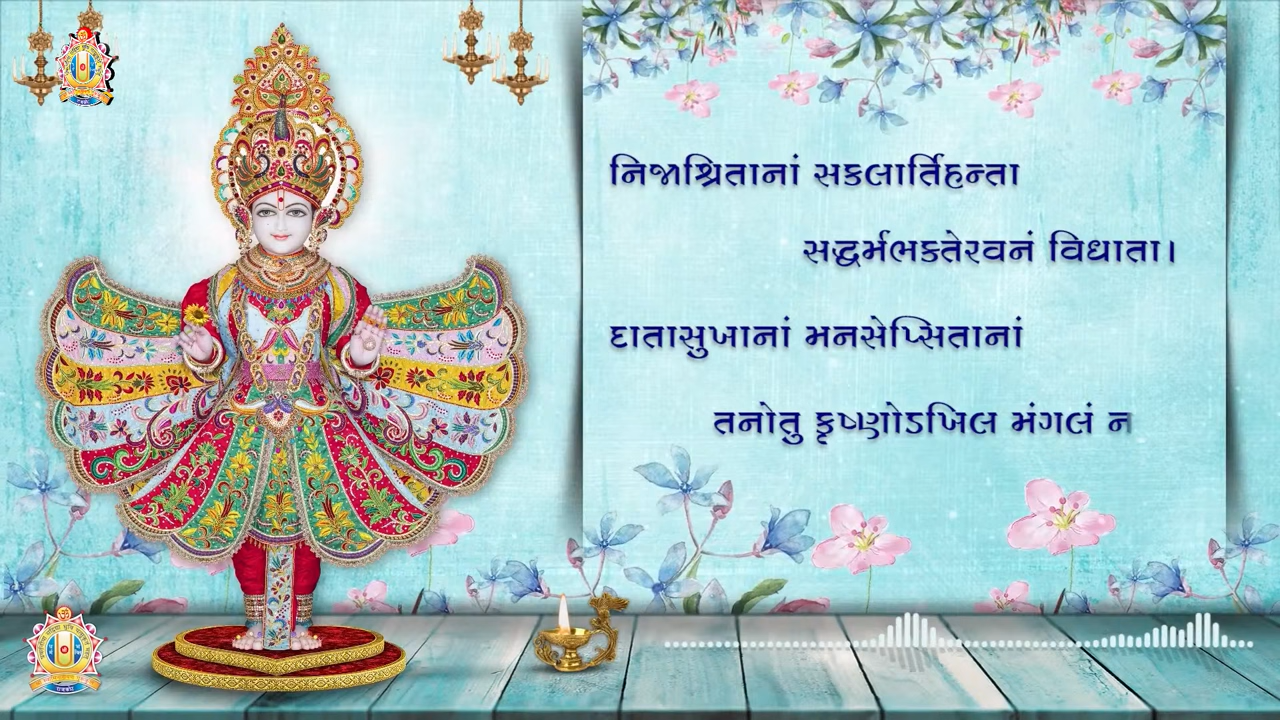 નિજાશ્રિતાનાં સકલાર્તિહન્તા
સદ્ધર્મભક્તેરવનં વિધાતા।
દાતાસુખાનાં મનસેપ્સિતાનાં
તનોતુ કૃષ્ણોઽખિલ મંગલં ન